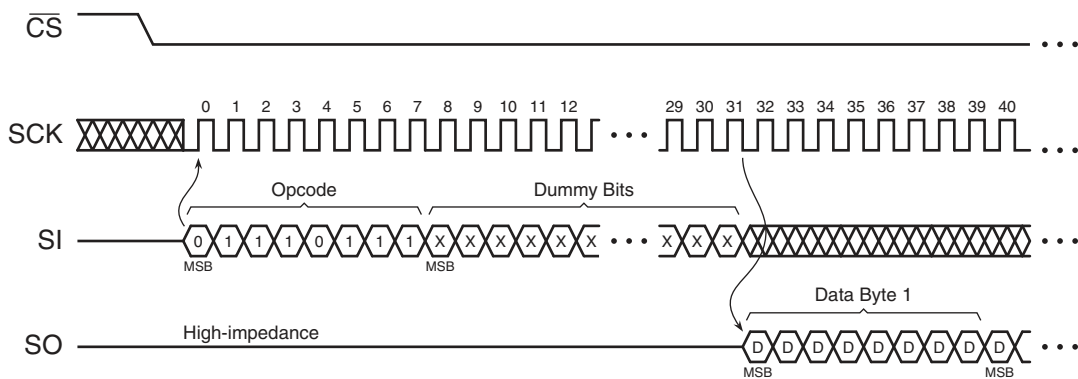 CS
0 1 2 3 4 5 6 7 8 9 10 11 12 29 30 31 32 33 34 35 36 37 38 39 40
SCK
Opcode Dummy Bits
SI 0 1 1 1 0 1 1 1 X X X X X X X X X
MSB MSB
Data Byte 1
High-impedance
SO D D D D D D D D D
MSB MSB